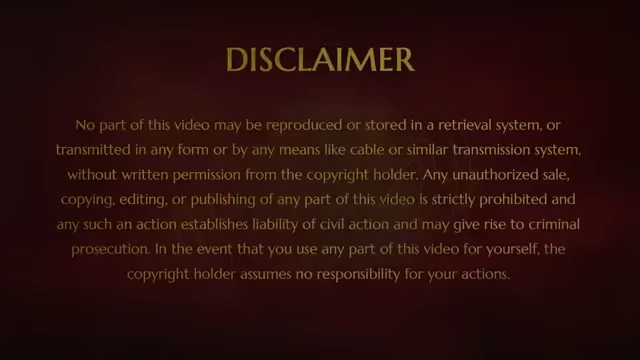 DISCLAIMER
No part of this video may be reproduced or stored in a retrieval system, or
transmitted in any form or by any means like cable or similar transmission system,
without written permission from the copyright holder. Any unauthorized sale,
copying, editing, or publishing of any part of this video is strictly prohibited and
any such an action establishes liability of civil action and may give rise to criminal
prosecution. In the event that you use any part of this video for yourself, the
copyright holder assumes no responsibility for your actions.